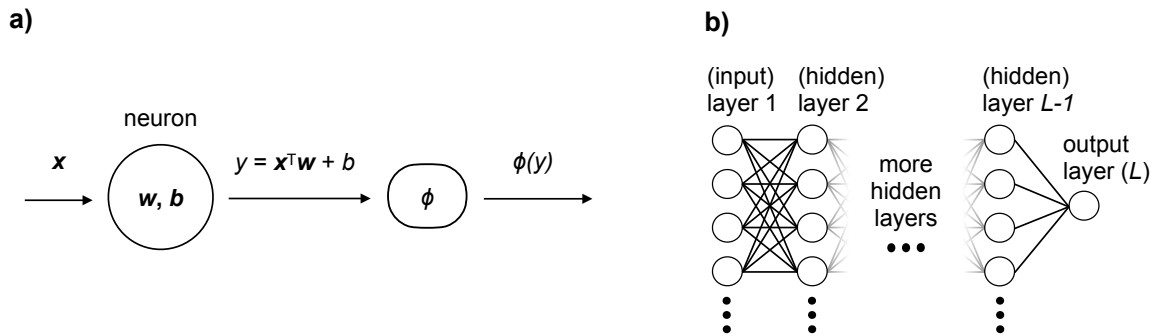 a)
neuron
x
w, b
y = xᵀw + b
ϕ
ϕ(y)
b)
(input)
layer 1
(hidden)
layer 2
more
hidden
layers
(hidden)
layer L-1
output
layer (L)